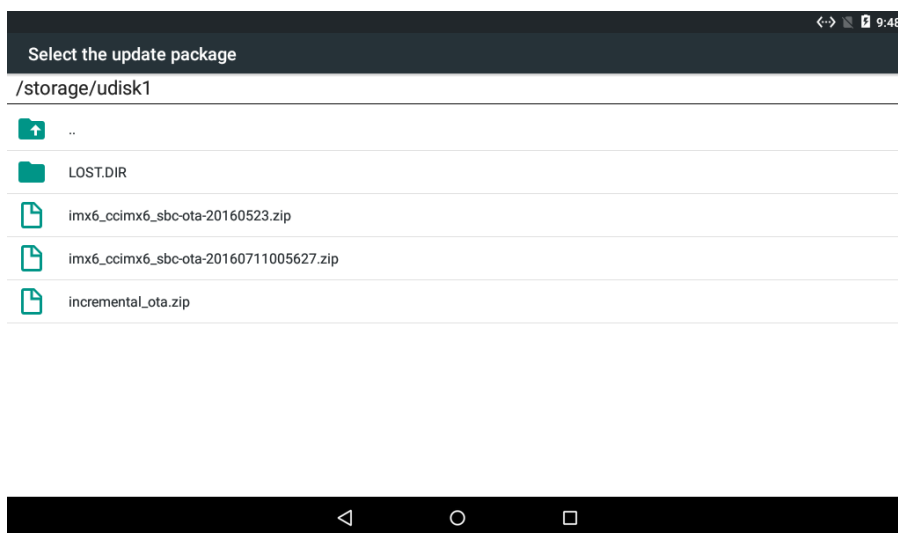 9:48
Select the update package
/storage/udisk1
..
LOST.DIR
imx6_ccimx6_sbc-ota-20160523.zip
imx6_ccimx6_sbc-ota-20160711005627.zip
incremental_ota.zip